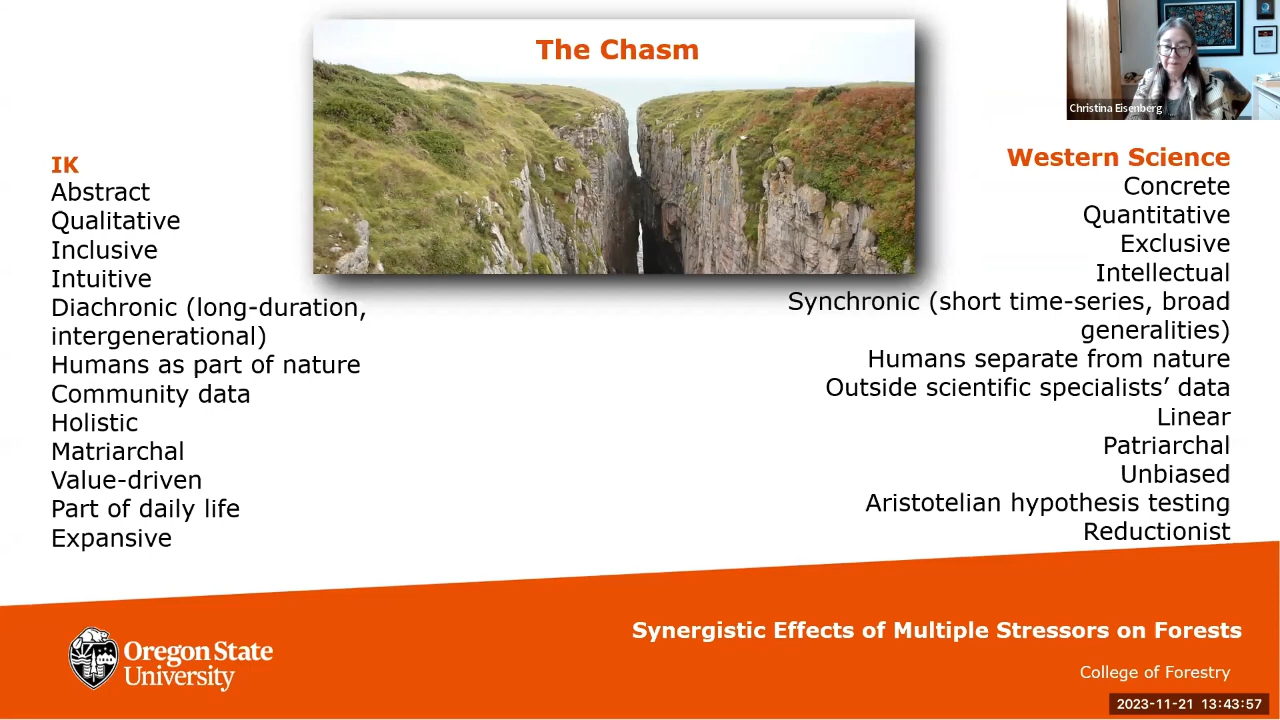 The Chasm
Christina Eisenberg
IK
Abstract
Qualitative
Inclusive
Intuitive
Diachronic (long-duration,
intergenerational)
Humans as part of nature
Community data
Holistic
Matriarchal
Value-driven
Part of daily life
Expansive
Western Science
Concrete
Quantitative
Exclusive
Intellectual
Synchronic (short time-series, broad
generalities)
Humans separate from nature
Outside scientific specialists’ data
Linear
Patriarchal
Unbiased
Aristotelian hypothesis testing
Reductionist
Oregon State
University
Synergistic Effects of Multiple Stressors on Forests
College of Forestry
2023-11-21 13:43:57